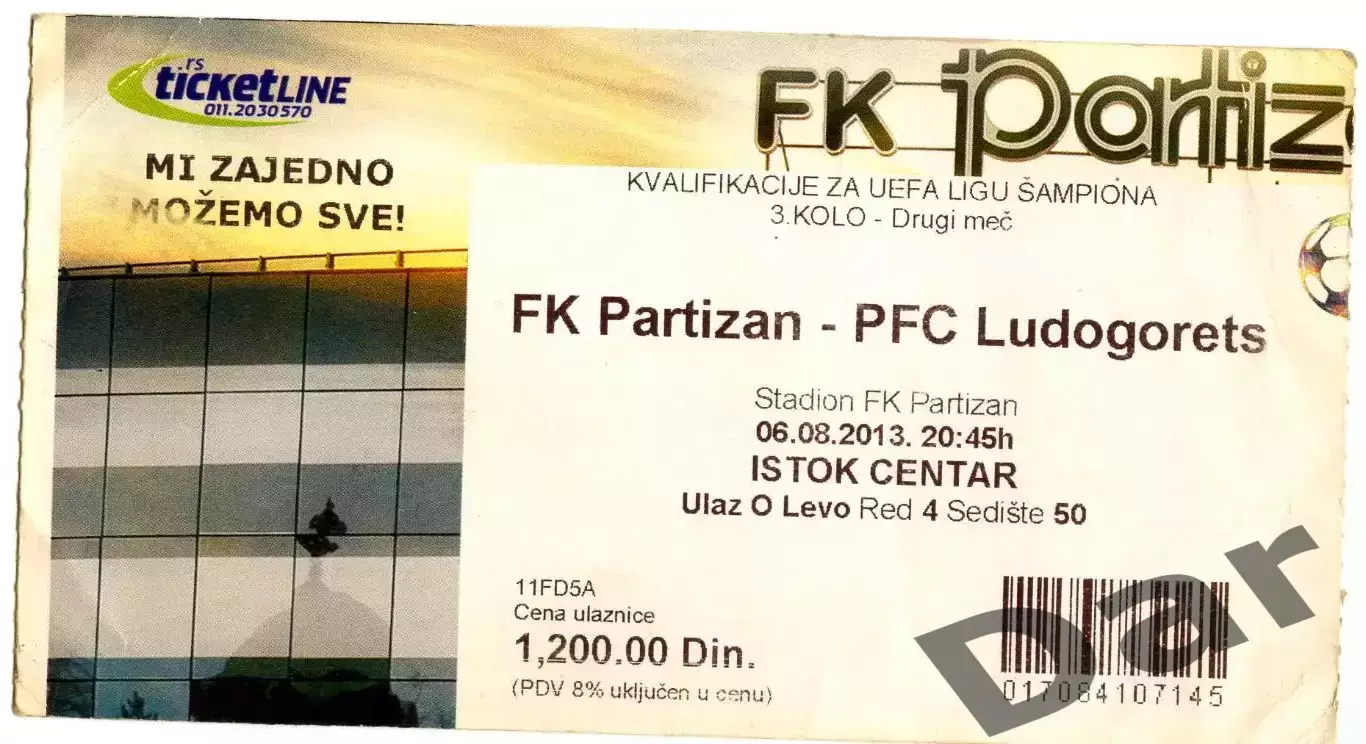 .rs
ticketLINE
011.2030570
MI ZAJEDNO
MOŽEMO SVE!
FK Partiz
KVALIFIKACIJE ZA UEFA LIGU ŠAMPIONA
3.KOLO - Drugi meč
FK Partizan - PFC Ludogorets
Stadion FK Partizan
06.08.2013. 20:45h
ISTOK CENTAR
Ulaz O Levo Red 4 Sedište 50
11FD5A
Cena ulaznice
1,200.00 Din.
(PDV 8% uključen u cenu)
017084107145
Dar